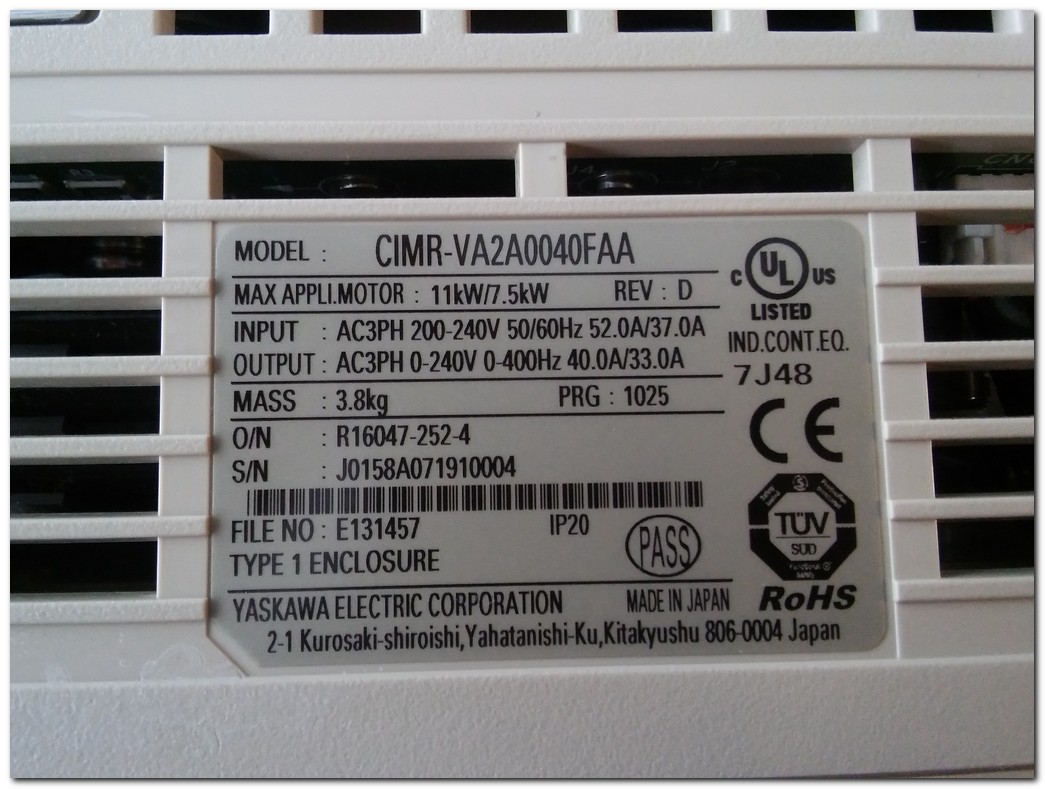 MODEL : CIMR-VA2A0040FAA
MAX APPLI.MOTOR : 11kW/7.5kW REV : D
INPUT : AC3PH 200-240V 50/60Hz 52.0A/37.0A
OUTPUT : AC3PH 0-240V 0-400Hz 40.0A/33.0A
MASS : 3.8kg PRG : 1025
O/N : R16047-252-4
S/N : J0158A071910004
FILE NO : E131457 IP20
TYPE 1 ENCLOSURE
PASS
YASKAWA ELECTRIC CORPORATION MADE IN JAPAN
2-1 Kurosaki-shiroishi,Yahatanishi-Ku,Kitakyushu 806-0004 Japan
C UL US
LISTED
IND.CONT.EQ.
7J48
CE
TÜV
SÜD
RoHS